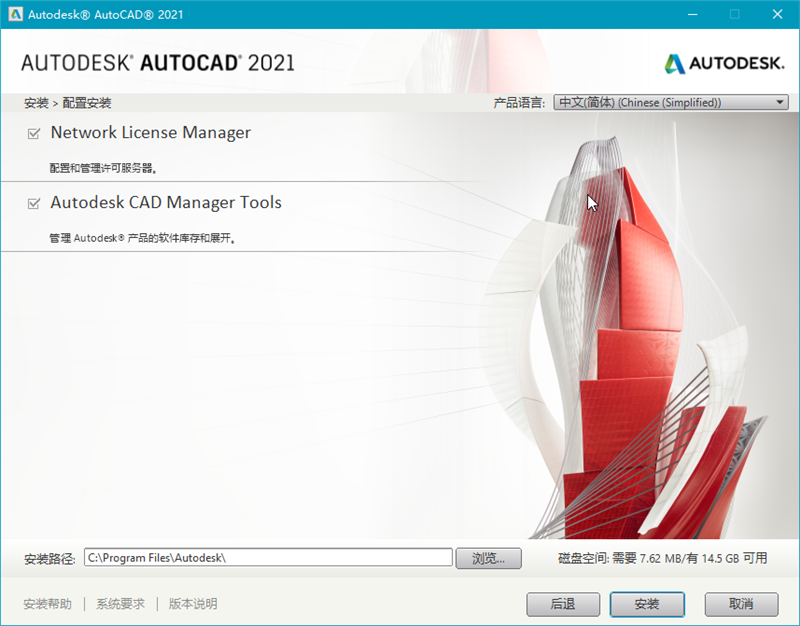 Autodesk® AutoCAD® 2021
AUTODESK® AUTOCAD® 2021
AUTODESK.
安装 > 配置安装
产品语言: 中文(简体) (Chinese (Simplified))
Network License Manager
配置和管理许可服务器。
Autodesk CAD Manager Tools
管理 Autodesk® 产品的软件库存和展开。
安装路径: C:\Program Files\Autodesk\ 浏览... 磁盘空间: 需要 7.62 MB/有 14.5 GB 可用
安装帮助 | 系统要求 | 版本说明 后退 安装 取消